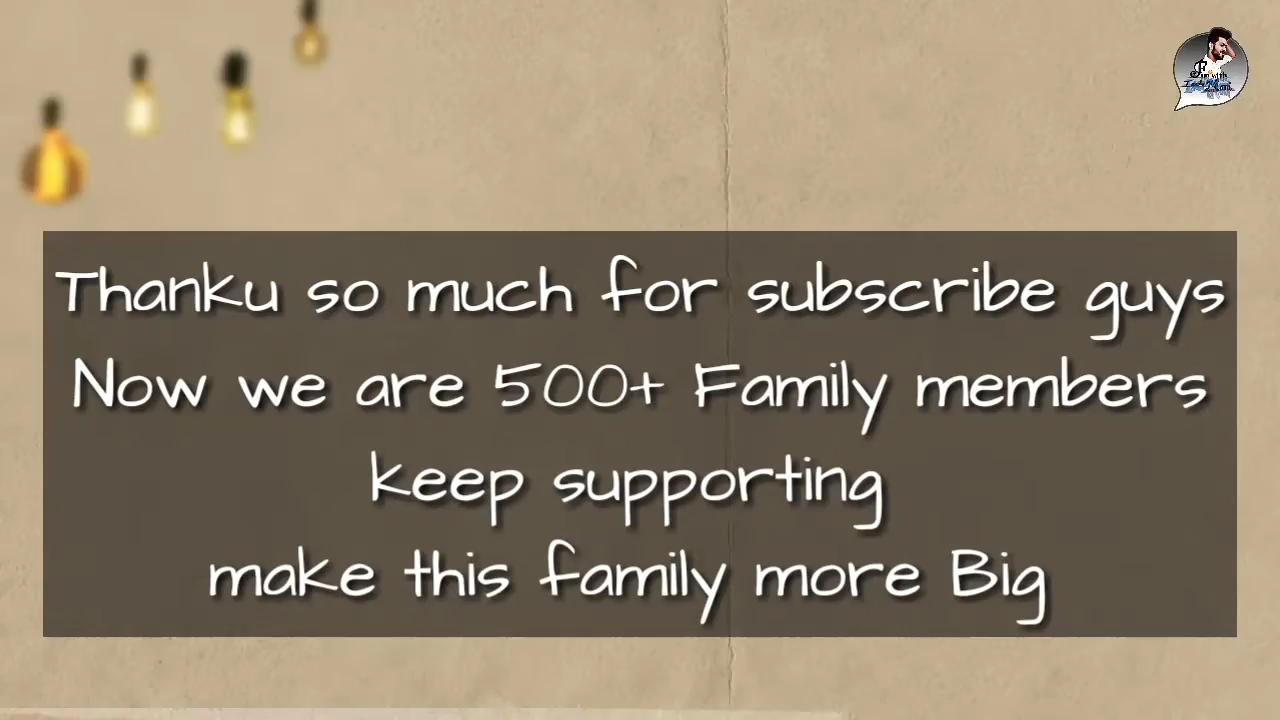 Thanku so much for subscribe guys
Now we are 500+ Family members
keep supporting
make this family more Big